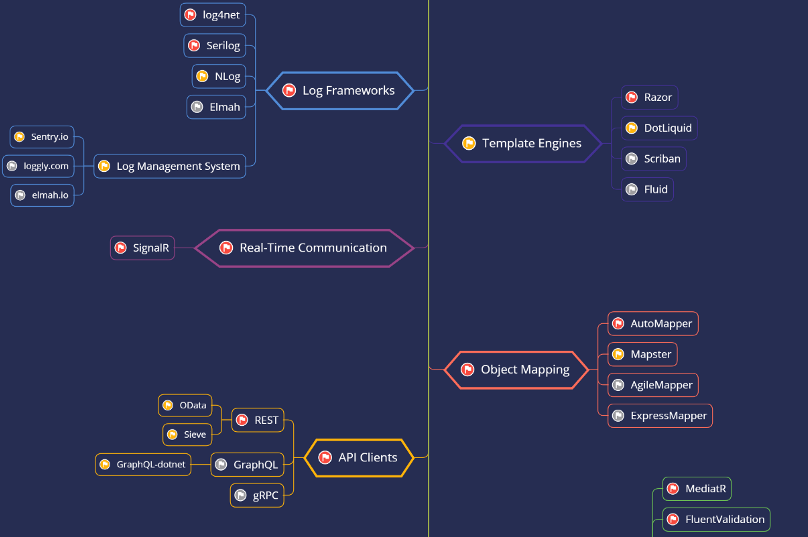 log4net
Serilog
NLog
Elmah
Log Frameworks
Sentry.io
loggly.com
elmah.io
Log Management System
Template Engines
Razor
DotLiquid
Scriban
Fluid
SignalR
Real-Time Communication
Object Mapping
AutoMapper
Mapster
AgileMapper
ExpressMapper
OData
Sieve
REST
GraphQL-dotnet
GraphQL
gRPC
API Clients
MediatR
FluentValidation